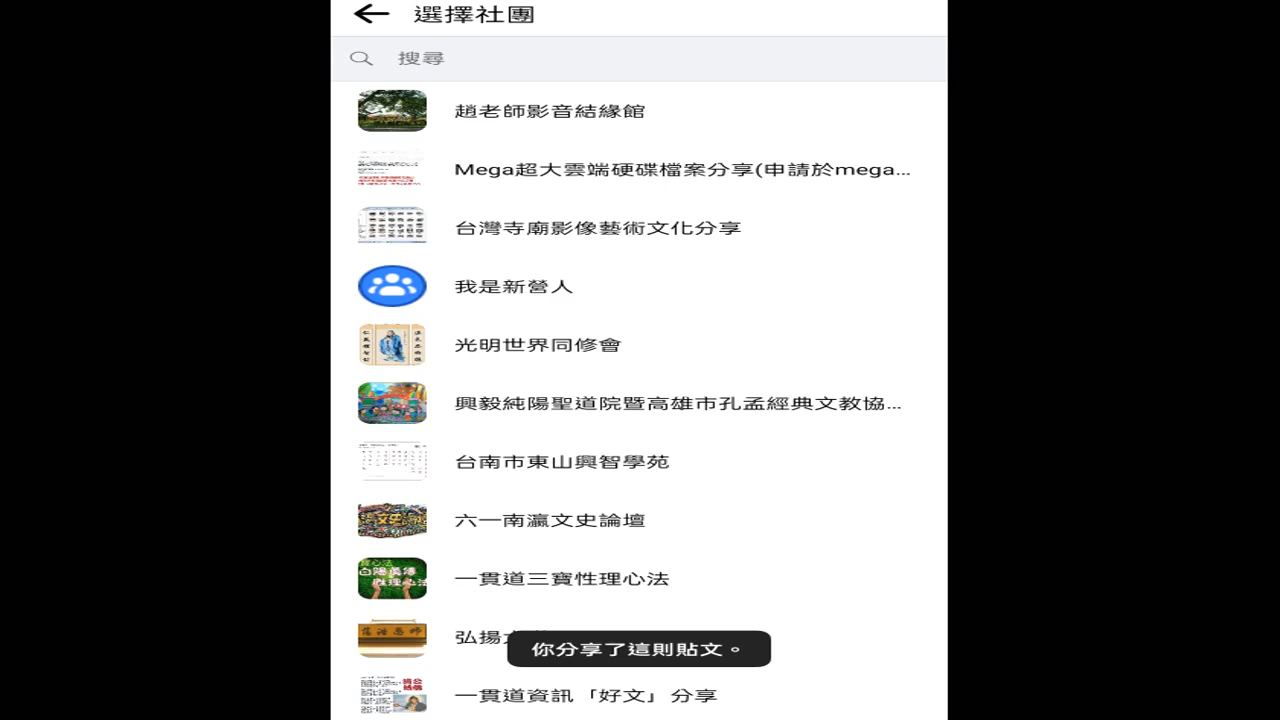 選擇社團
搜尋
趙老師影音結緣館
Mega超大雲端硬碟檔案分享(申請於mega...
台灣寺廟影像藝術文化分享
我是新營人
光明世界同修會
興毅純陽聖道院暨高雄市孔孟經典文教協...
台南市東山興智學苑
六一南瀛文史論壇
一貫道三寶性理心法
弘揚
你分享了這則貼文。
一貫道資訊「好文」分享